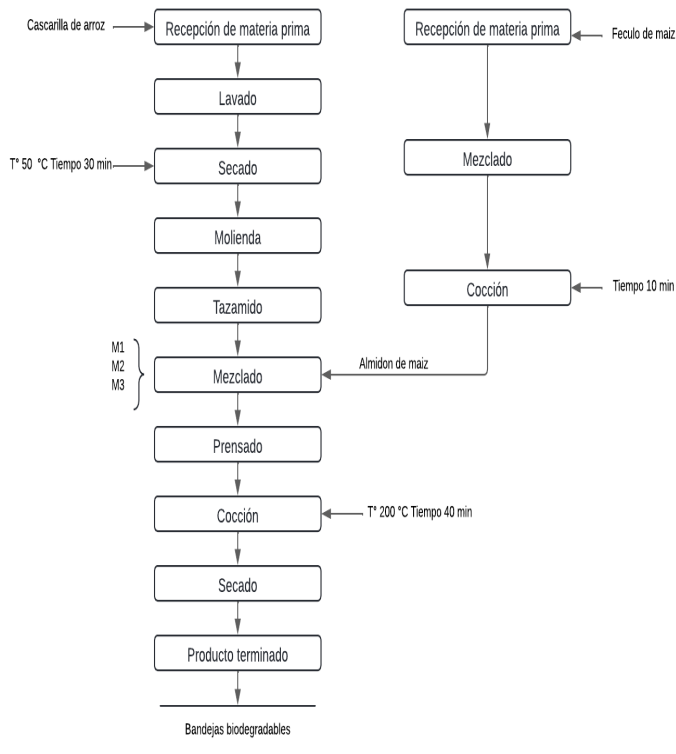 Cascarilla de arroz
Recepción de materia prima
Lavado
T° 50 °C Tiempo 30 min
Secado
Molienda
Tazamido
M1
M2
M3
Mezclado
Prensado
Cocción
T° 200 °C Tiempo 40 min
Secado
Producto terminado
Bandejas biodegradables
Recepción de materia prima
Feculo de maiz
Mezclado
Cocción
Tiempo 10 min
Almidon de maiz